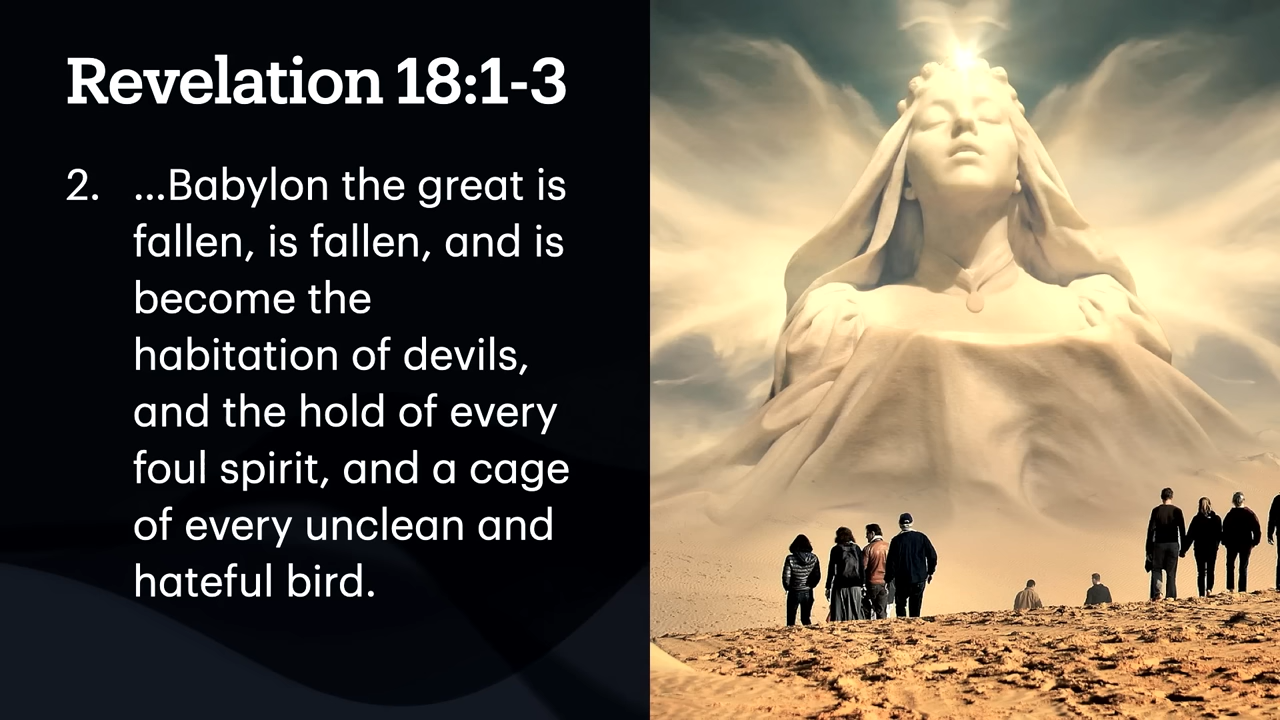 Revelation 18:1-3
2. ...Babylon the great is
fallen, is fallen, and is
become the
habitation of devils,
and the hold of every
foul spirit, and a cage
of every unclean and
hateful bird.